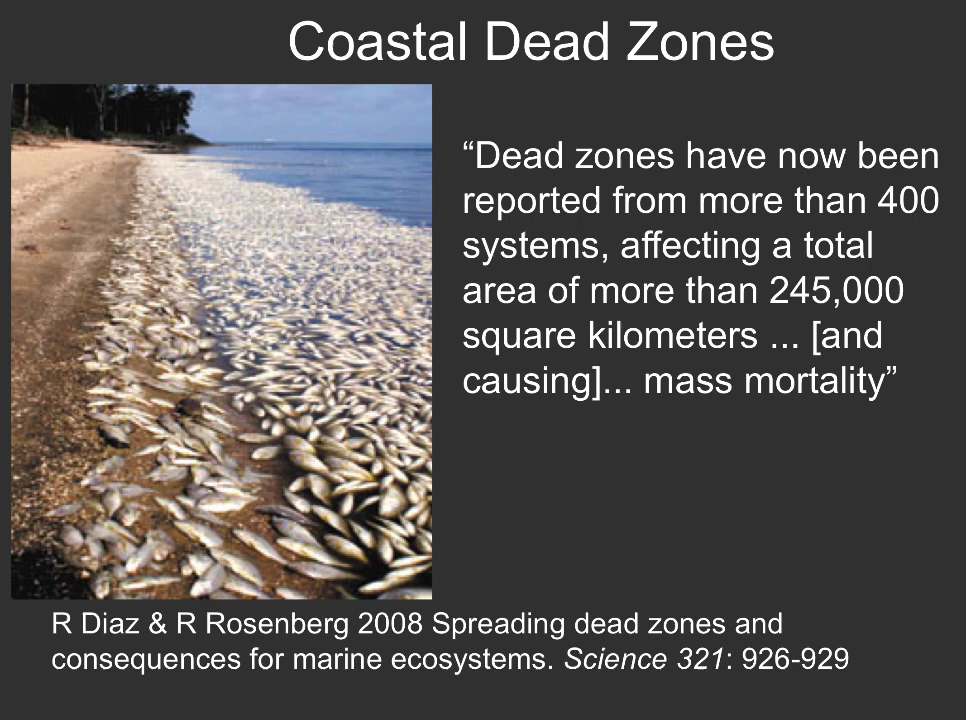 Coastal Dead Zones
“Dead zones have now been
reported from more than 400
systems, affecting a total
area of more than 245,000
square kilometers ... [and
causing]... mass mortality”
R Diaz & R Rosenberg 2008 Spreading dead zones and
consequences for marine ecosystems. Science 321: 926-929